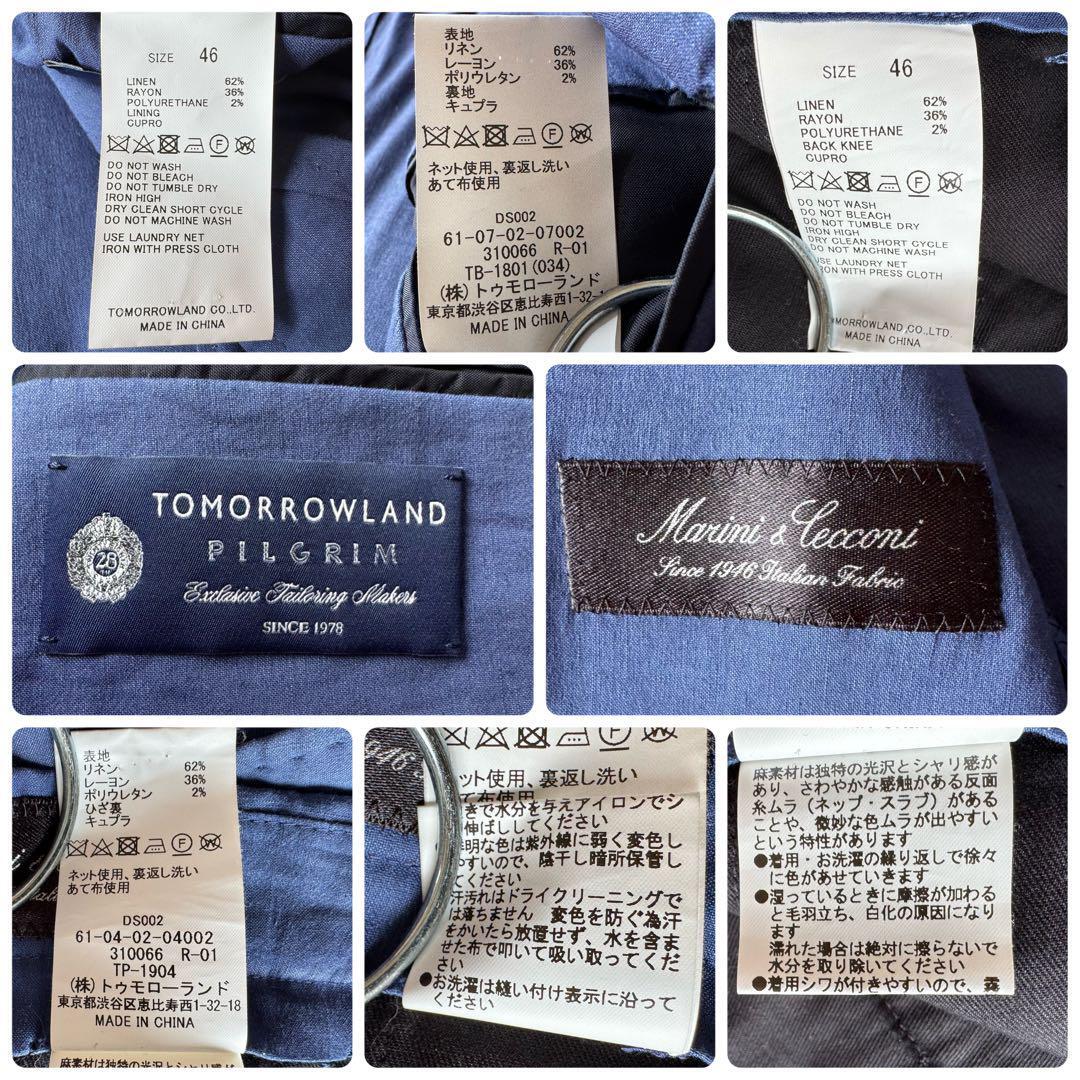 SIZE 46
LINEN 62%
RAYON 36%
POLYURETHANE 2%
LINING
CUPRO
DO NOT WASH
DO NOT BLEACH
DO NOT TUMBLE DRY
IRON HIGH
DRY CLEAN SHORT CYCLE
DO NOT MACHINE WASH
USE LAUNDRY NET
IRON WITH PRESS CLOTH
TOMORROWLAND CO.,LTD.
MADE IN CHINA
表地
リネン 62%
レーヨン 36%
ポリウレタン 2%
裏地
キュプラ
ネット使用、裏返し洗い
あて布使用
DS002
61-07-02-07002
310066 R-01
TB-1801(034)
(株)トゥモローランド
東京都渋谷区恵比寿西1-32-1
MADE IN CHINA
SIZE 46
LINEN 62%
RAYON 36%
POLYURETHANE 2%
BACK KNEE
CUPRO
DO NOT WASH
DO NOT BLEACH
DO NOT TUMBLE DRY
IRON HIGH
DRY CLEAN SHORT CYCLE
DO NOT MACHINE WASH
USE LAUNDRY NET
RON WITH PRESS CLOTH
MORROWLAND CO.,LTD.
MADE IN CHINA
TOMORROWLAND
PILGRIM
28
TH
Exclusive Tailoring Makers
SINCE 1978
Marini & Cecconi
Since 1946 Italian Fabric
表地
リネン 62%
レーヨン 36%
ポリウレタン 2%
ひざ裏
キュプラ
ネット使用、裏返し洗い
あて布使用
DS002
61-04-02-04002
310066 R-01
TP-1904
(株)トゥモローランド
東京都渋谷区恵比寿西1-32-18
MADE IN CHINA
麻素材は独特の光沢とシャリ感が
ット使用、裏返し洗い
て布使用
きで水分を与えアイロンでシ
伸ばししてください
明な色は紫外線に弱く変色し
すいので、陰干し暗所保管し
てください
汗汚れはドライクリーニングで
は落ちません 変色を防ぐ為汗
をかいたら放置せず、水を含ま
せた布で叩いて吸い取ってくだ
さい
●お洗濯は縫い付け表示に沿って
ください
麻素材は独特の光沢とシャリ感が
あり、さわやかな感触がある反面
糸ムラ(ネップ・スラブ)がある
ことや、微妙な色ムラが出やすい
という特性があります
●着用・お洗濯の繰り返しで徐々
に色があせていきます
●湿っているときに摩擦が加わる
と毛羽立ち、白化の原因になりま
す
濡れた場合は絶対に擦らないで
水分を取り除いてください
●着用シワが付きやすいので、霧